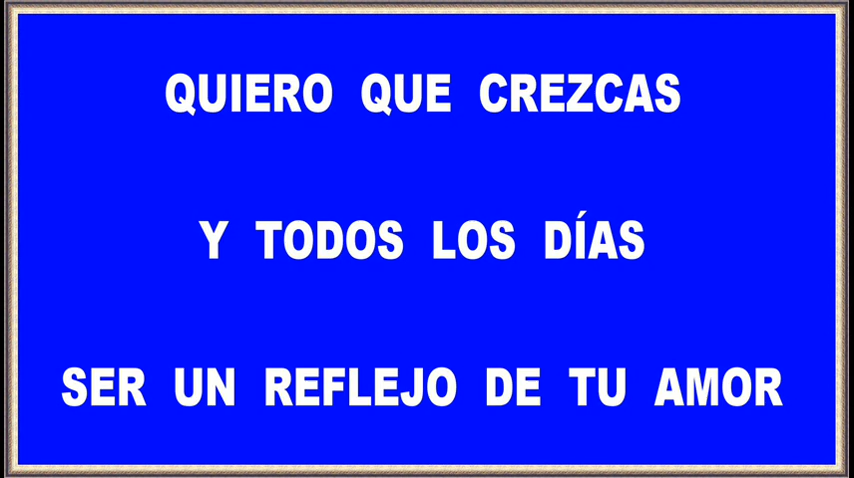 QUIERO QUE CREZCAS
Y TODOS LOS DÍAS
SER UN REFLEJO DE TU AMOR